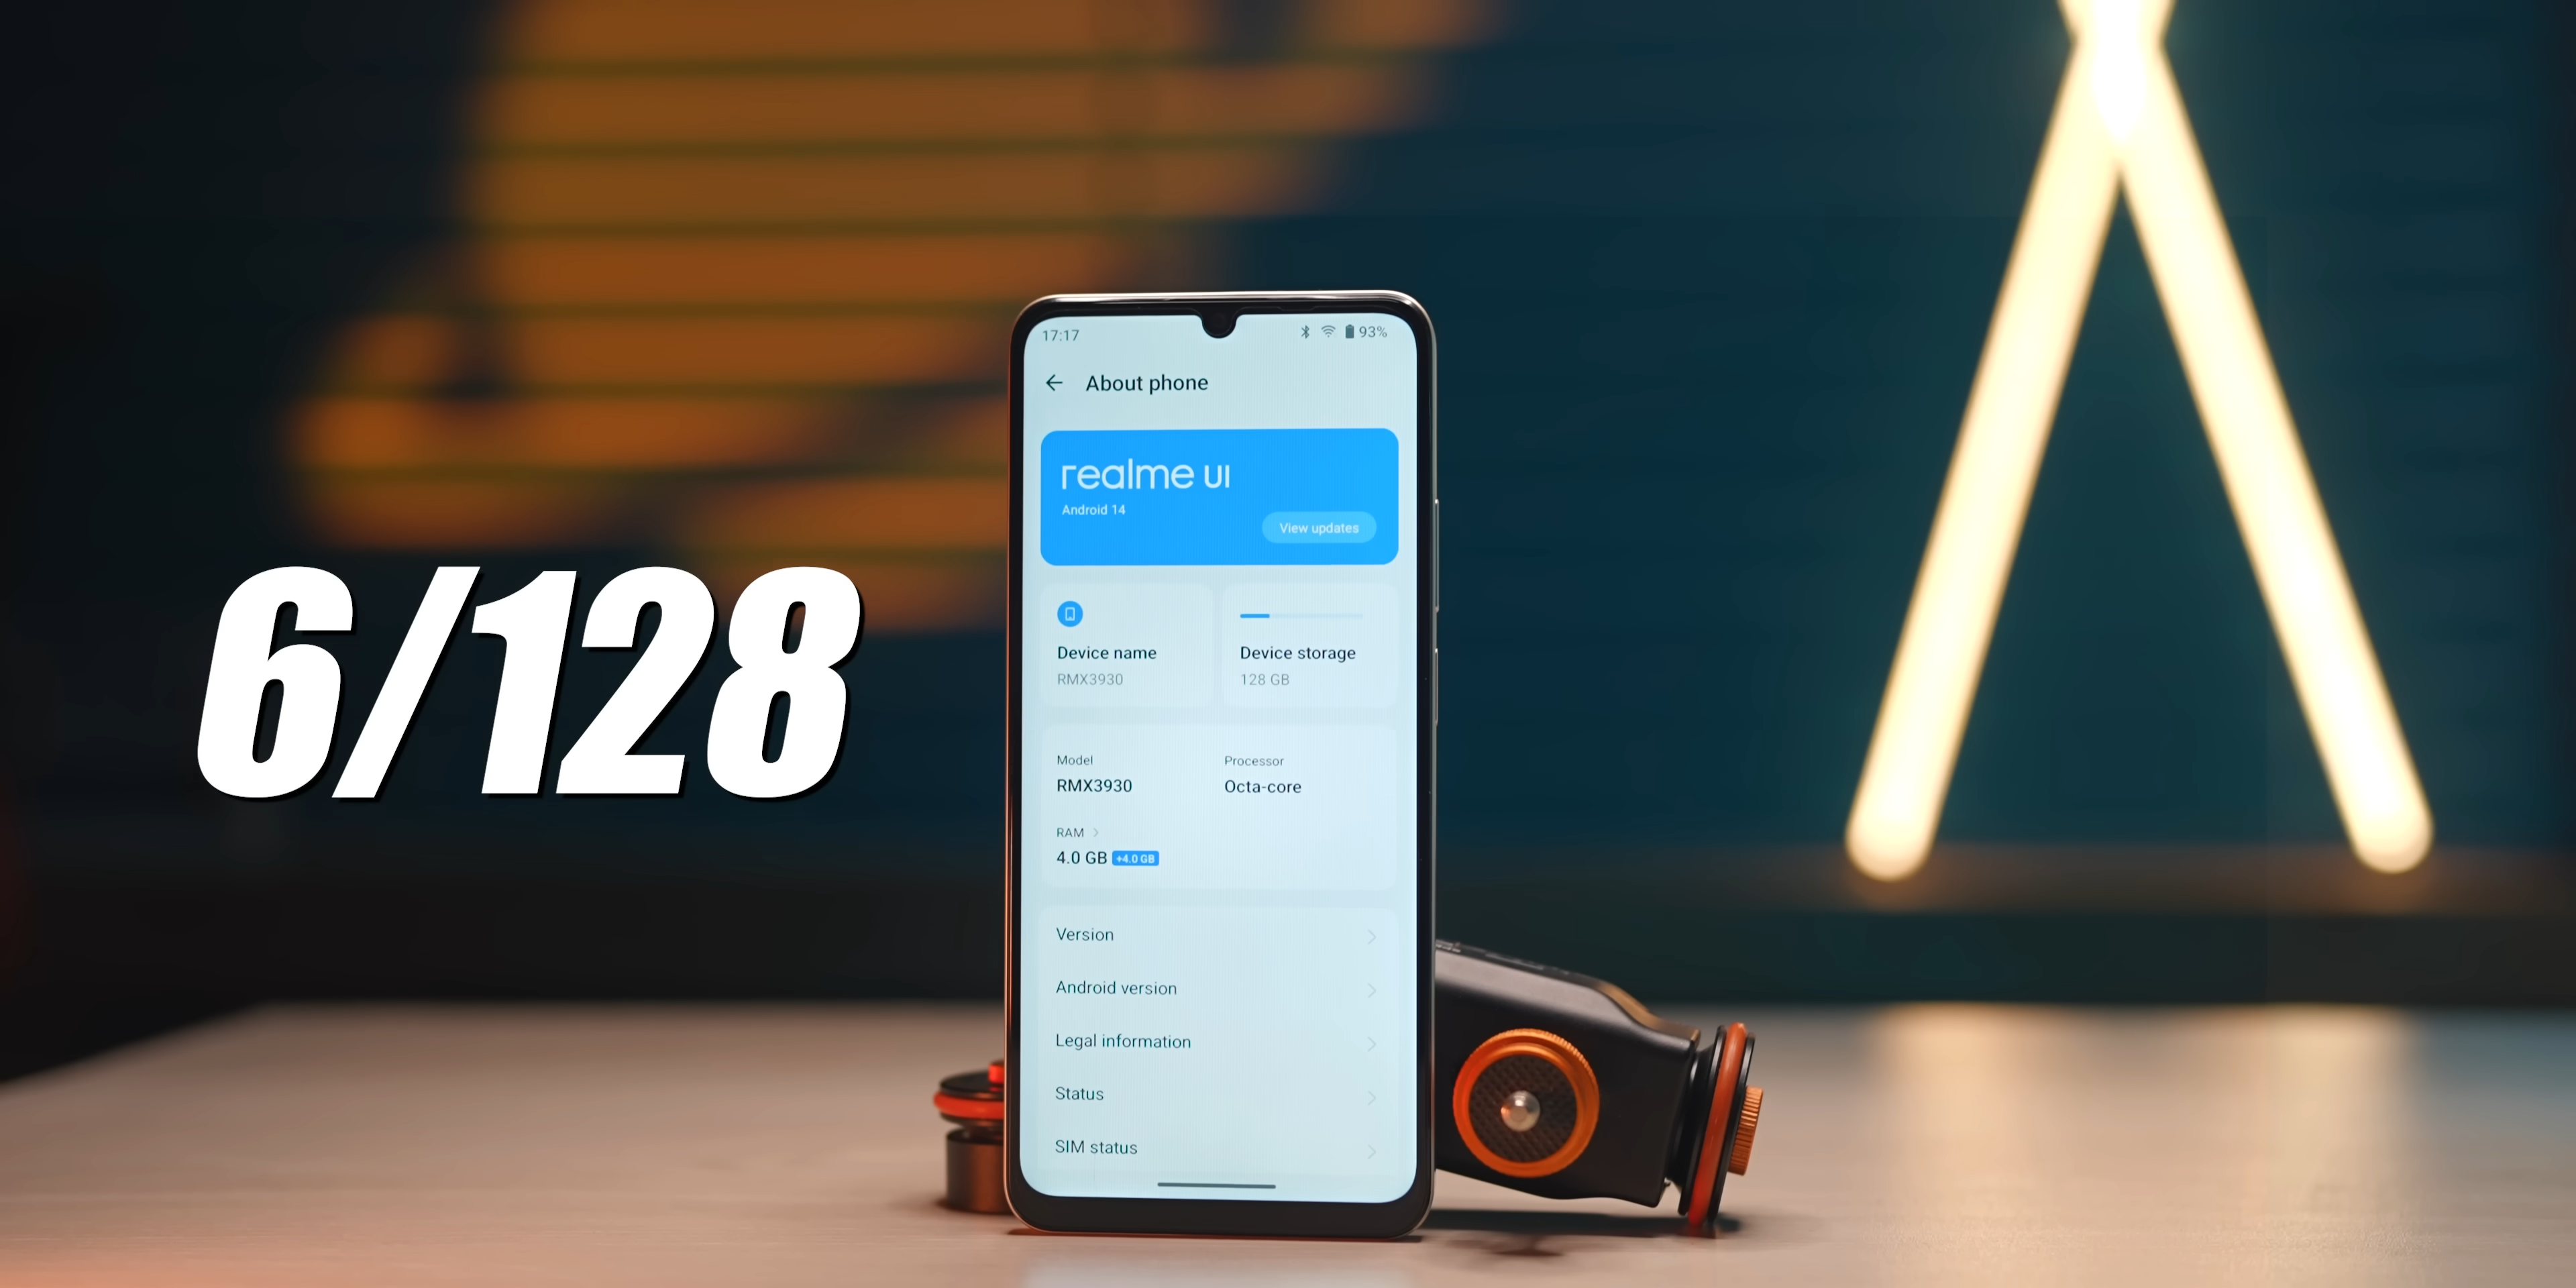 6/128
17:17
93%
About phone
realme UI
Android 14
View updates
Device name
RMX3930
Device storage
128 GB
Model
RMX3930
Processor
Octa-core
RAM
4.0 GB +4.0 GB
Version
Android version
Legal information
Status
SIM status